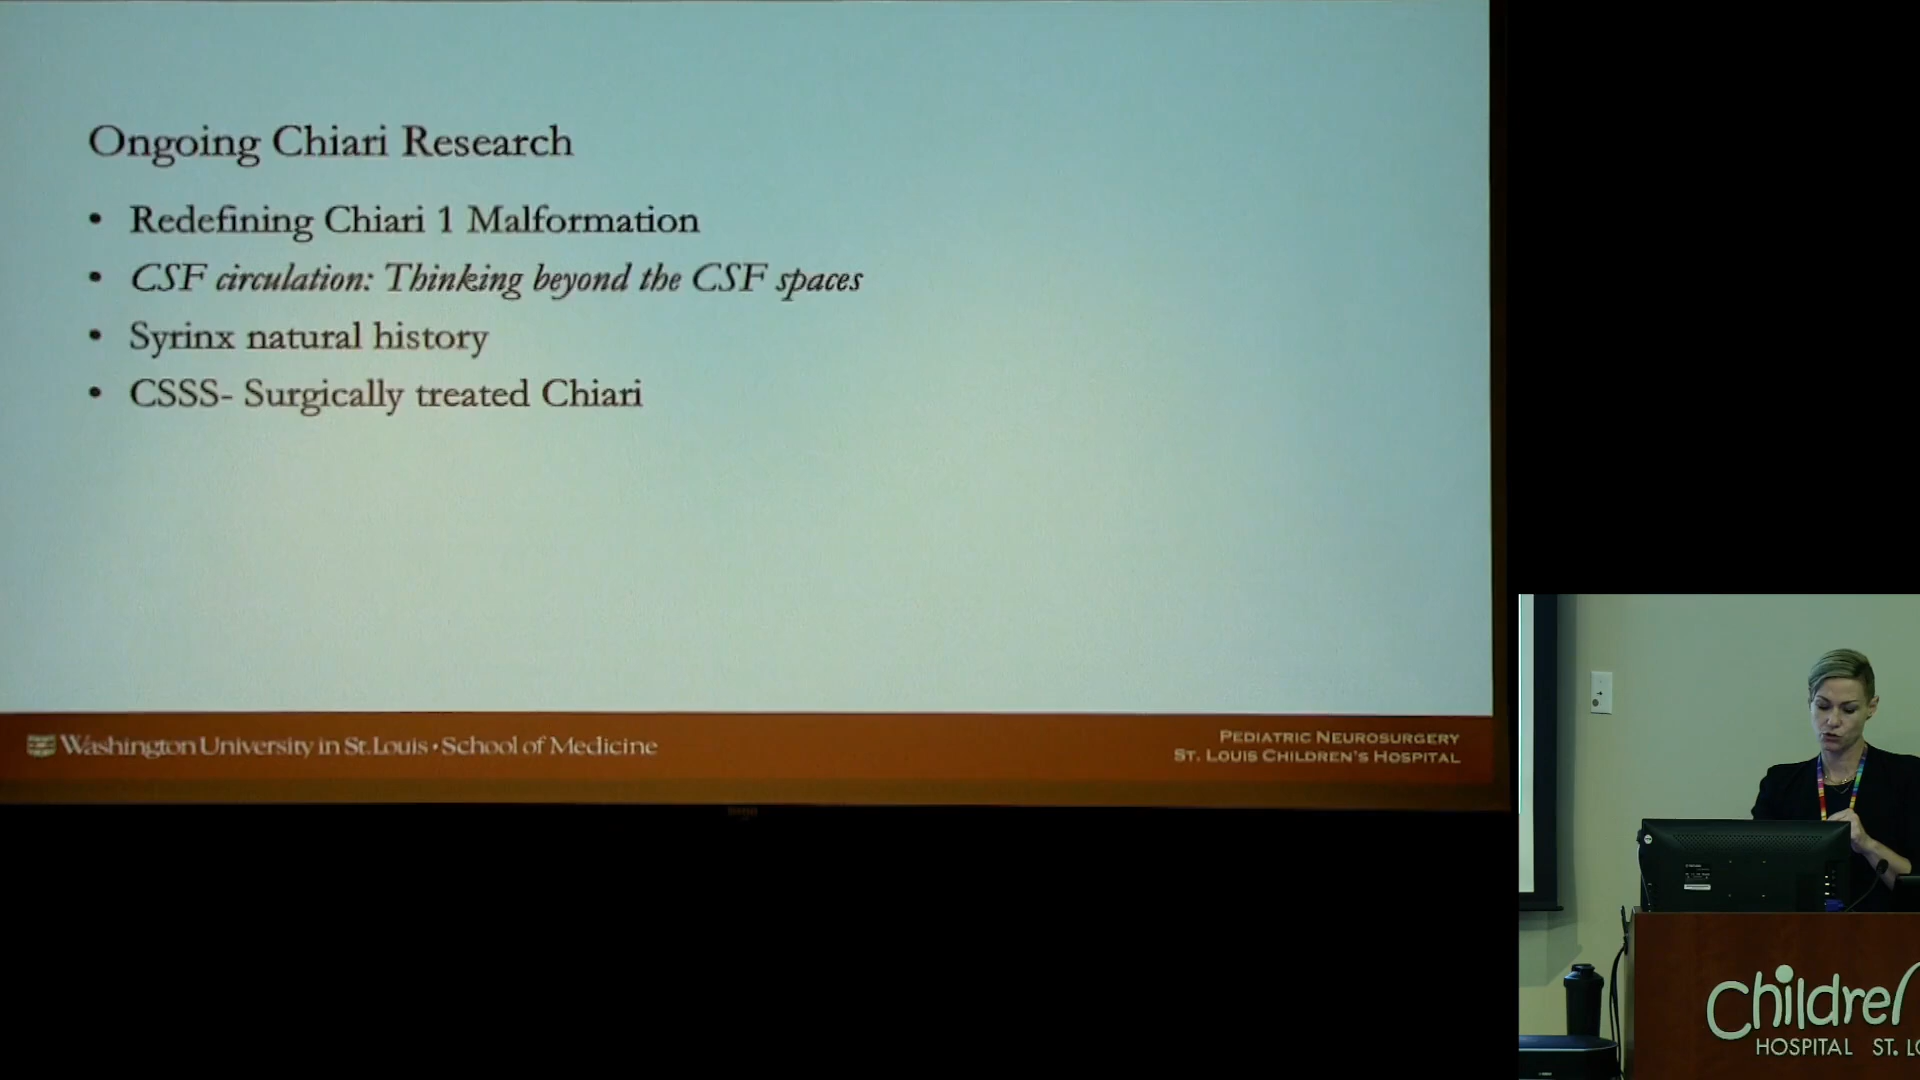 Ongoing Chiari Research
• Redefining Chiari 1 Malformation
• CSF circulation: Thinking beyond the CSF spaces
• Syrinx natural history
• CSSS- Surgically treated Chiari
Washington University in St. Louis • School of Medicine
PEDIATRIC NEUROSURGERY
ST. LOUIS CHILDREN'S HOSPITAL
Children
HOSPITAL ST. LO